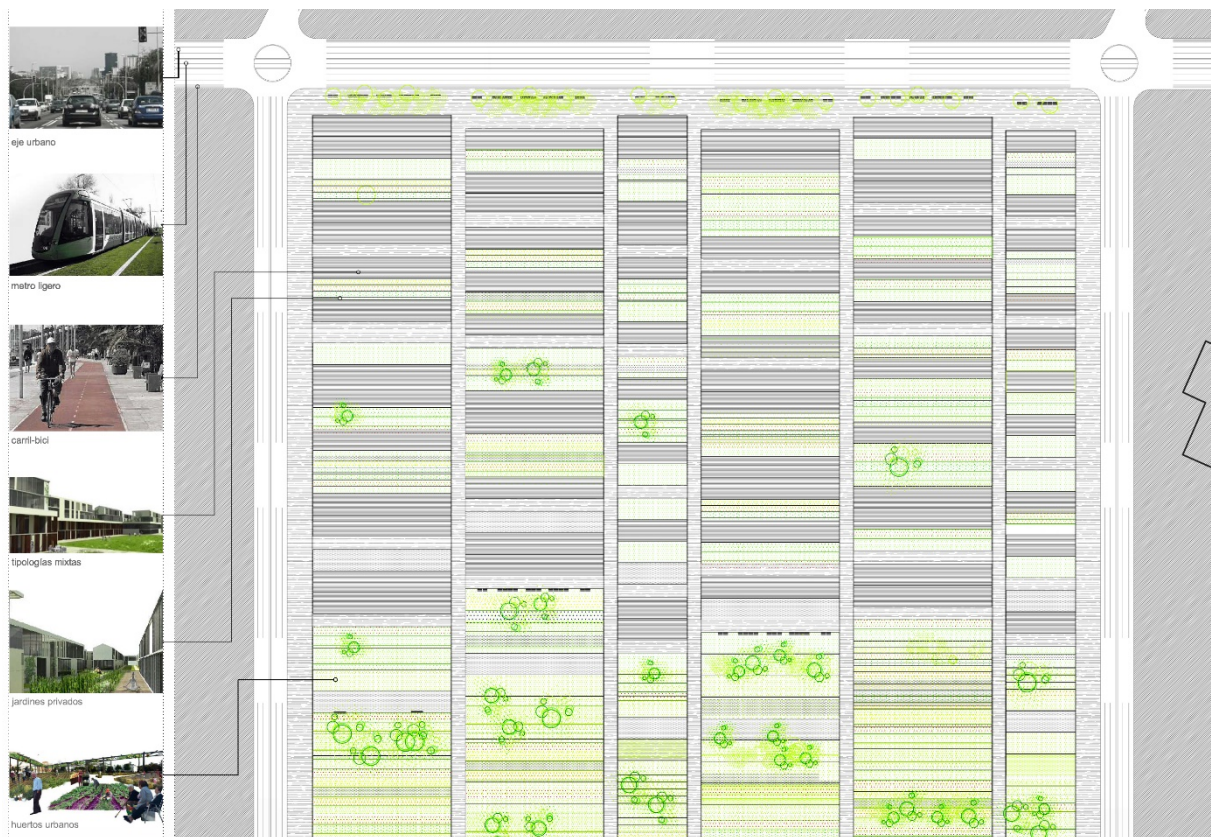 eje urbano
metro ligero
carril-bici
tipologías mixtas
jardines privados
huertos urbanos